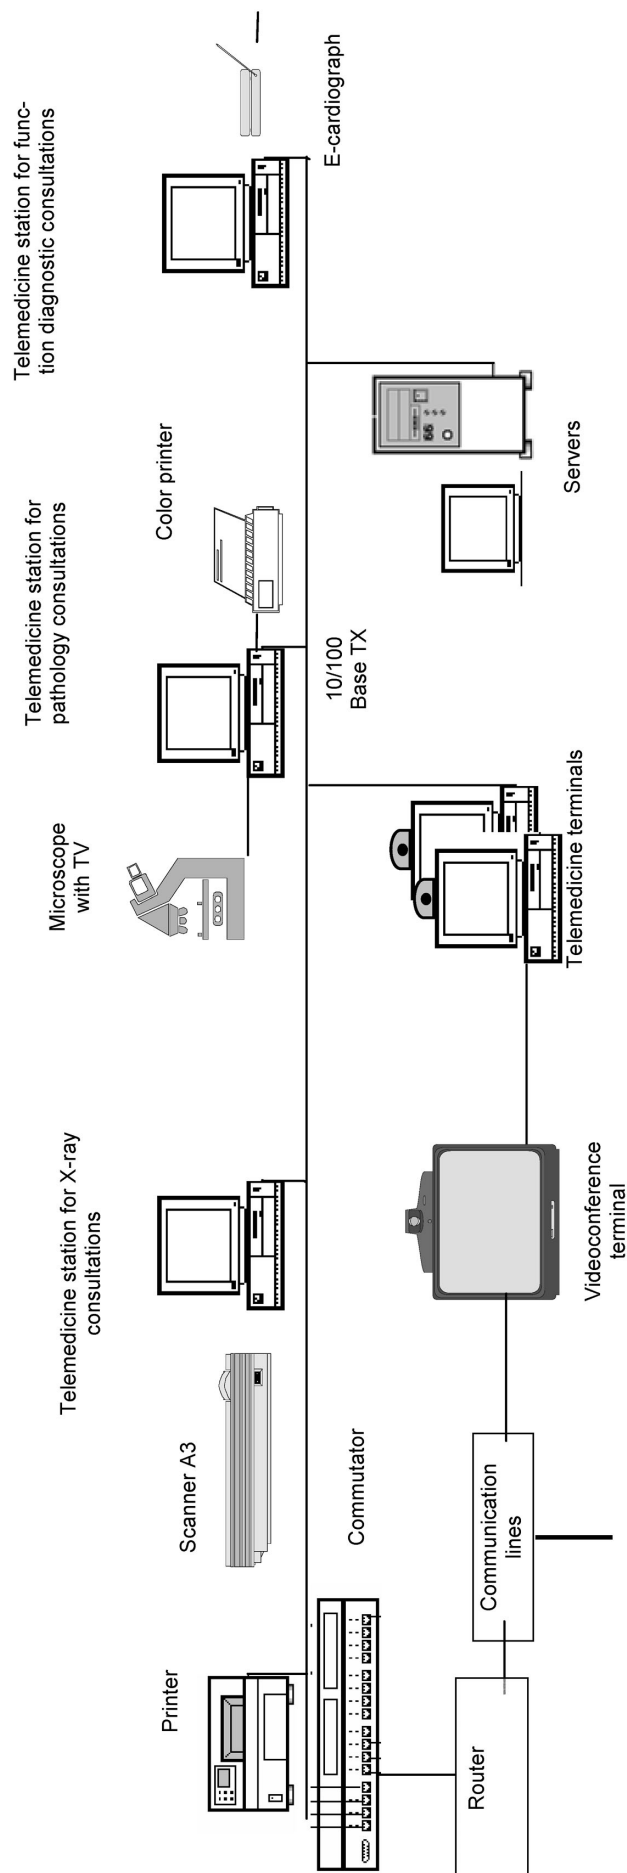 Telemedicine station for func-
tion diagnostic consultations
E-cardiograph
Telemedicine station for
pathology consultations
Color printer
Servers
10/100
Base TX
Microscope
with TV
Telemedicine terminals
Telemedicine station for X-ray
consultations
Videoconference
terminal
Scanner A3
Commutator
Communication
lines
Printer
Router